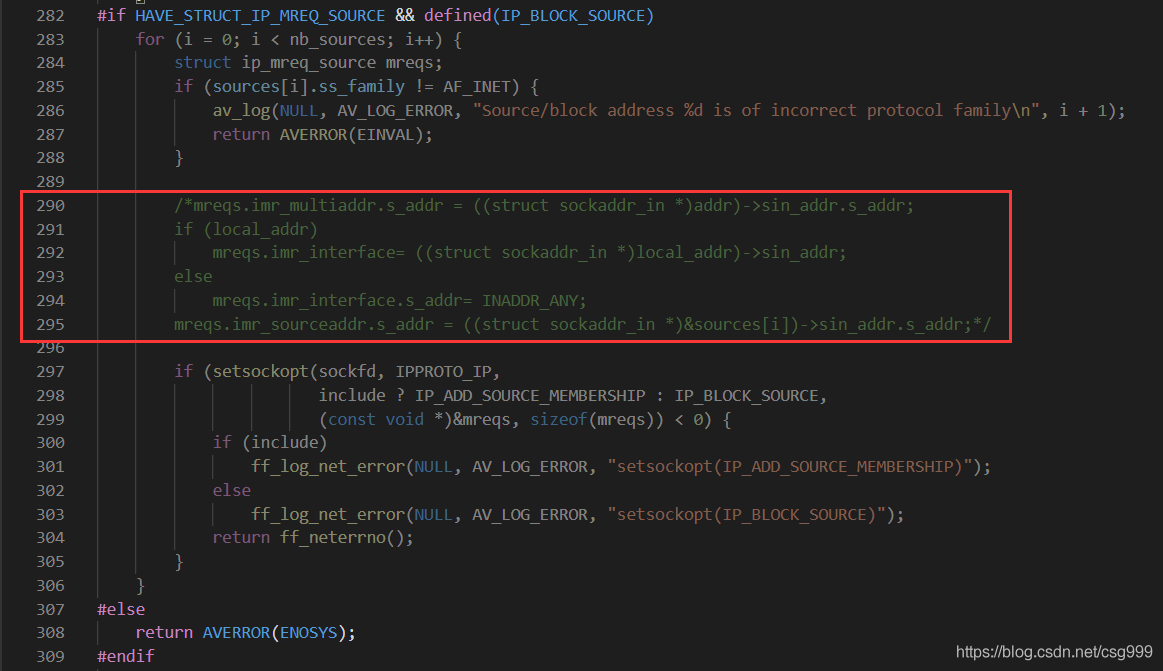 282 #if HAVE_STRUCT_IP_MREQ_SOURCE && defined(IP_BLOCK_SOURCE)
283 for (i = 0; i < nb_sources; i++) {
284 struct ip_mreq_source mreqs;
285 if (sources[i].ss_family != AF_INET) {
286 av_log(NULL, AV_LOG_ERROR, "Source/block address %d is of incorrect protocol family\n", i + 1);
287 return AVERROR(EINVAL);
288 }
289
290 /*mreqs.imr_multiaddr.s_addr = ((struct sockaddr_in *)addr)->sin_addr.s_addr;
291 if (local_addr)
292 mreqs.imr_interface= ((struct sockaddr_in *)local_addr)->sin_addr;
293 else
294 mreqs.imr_interface.s_addr= INADDR_ANY;
295 mreqs.imr_sourceaddr.s_addr = ((struct sockaddr_in *)&sources[i])->sin_addr.s_addr;*/
296
297 if (setsockopt(sockfd, IPPROTO_IP,
298 include ? IP_ADD_SOURCE_MEMBERSHIP : IP_BLOCK_SOURCE,
299 (const void *)&mreqs, sizeof(mreqs)) < 0) {
300 if (include)
301 ff_log_net_error(NULL, AV_LOG_ERROR, "setsockopt(IP_ADD_SOURCE_MEMBERSHIP)");
302 else
303 ff_log_net_error(NULL, AV_LOG_ERROR, "setsockopt(IP_BLOCK_SOURCE)");
304 return ff_neterrno();
305 }
306 }
307 #else
308 return AVERROR(ENOSYS);
309 #endif
https://blog.csdn.net/csg999